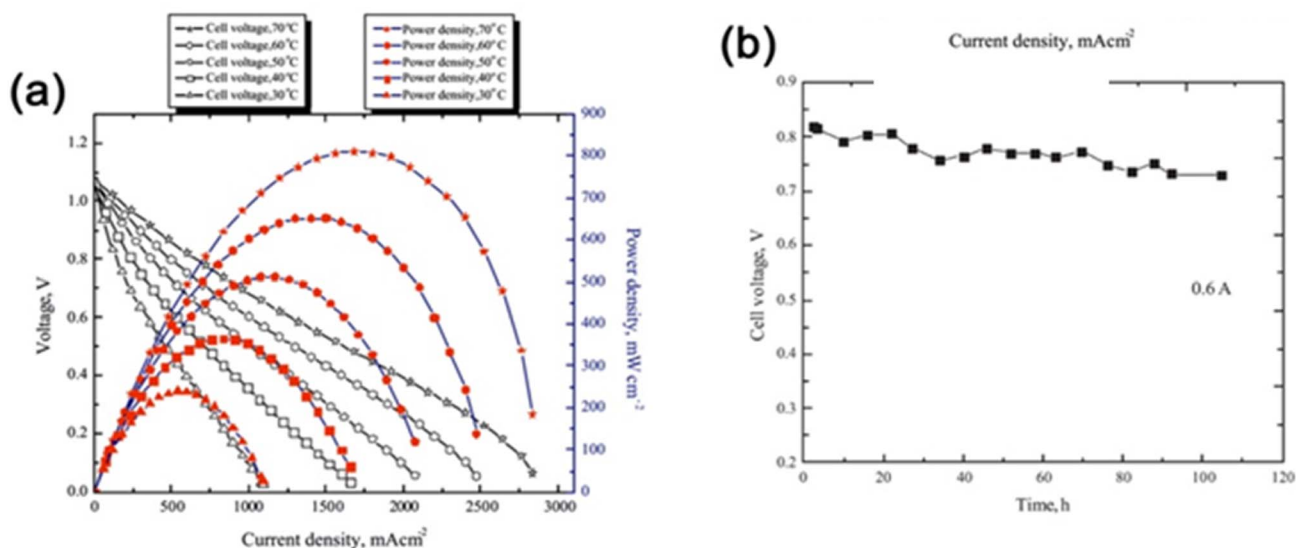 Cell voltage,70°C
Cell voltage,60°C
Cell voltage,50°C
Cell voltage,40°C
Cell voltage,30°C
Power density,70°C
Power density,60°C
Power density,50°C
Power density,40°C
Power density,30°C
(a)
1.2
1.0
0.8
0.6
0.4
0.2
0.0
Voltage, V
900
800
700
600
500
400
300
200
100
0
Power density, mW cm-2
0 500 1000 1500 2000 2500 3000
Current density, mAcm-2
(b)
Current density, mAcm-2
0.9
0.8
0.7
0.6
0.5
0.4
0.3
0.2
Cell voltage, V
0.6 A
0 20 40 60 80 100 120
Time, h